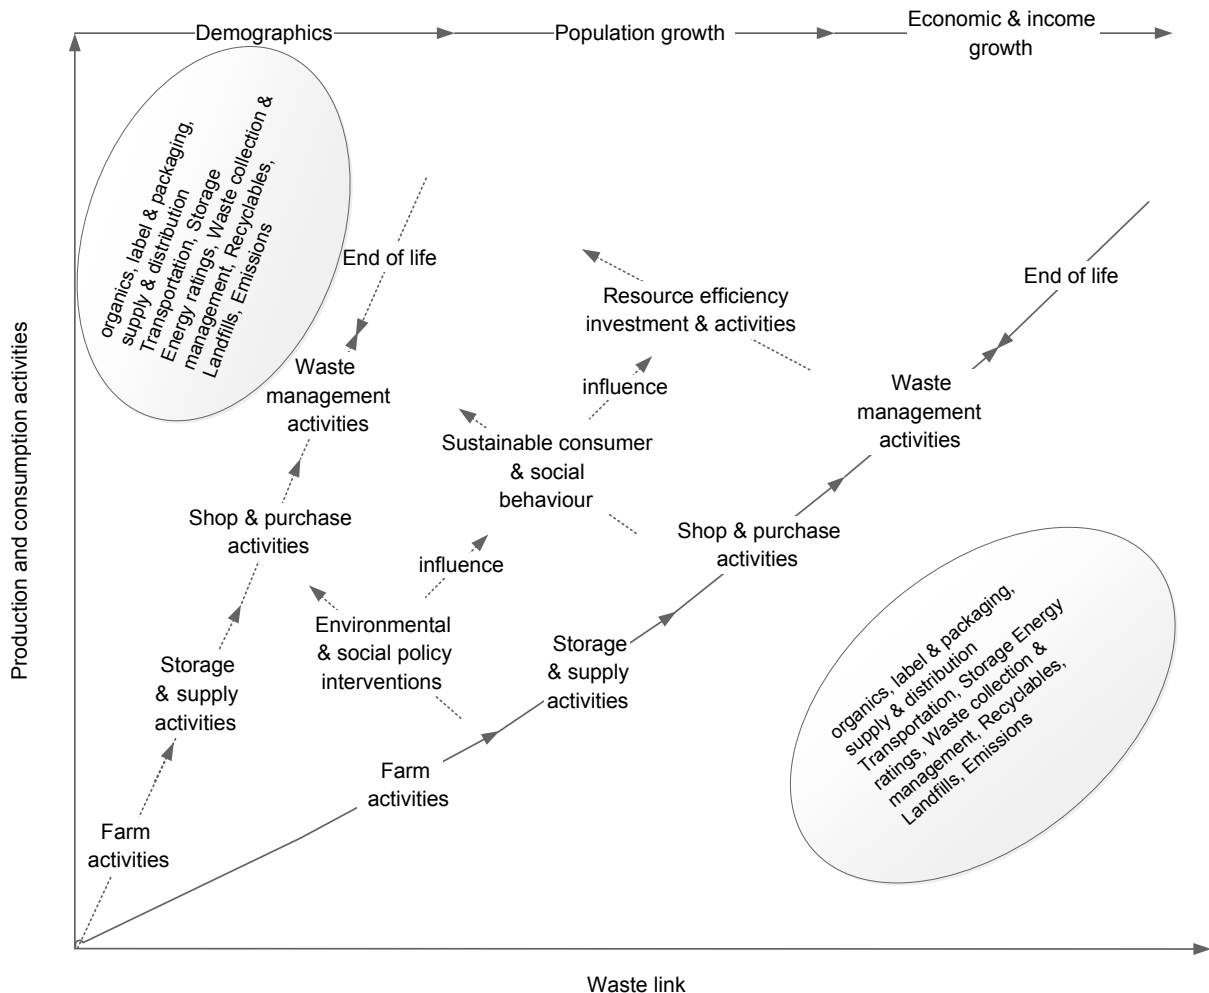 Demographics
Population growth
Economic & income
growth
organics, label & packaging,
supply & distribution
Transportation, Storage
Energy ratings, Waste collection &
management, Recyclables,
Landfills, Emissions
End of life
Waste
management
activities
Shop & purchase
activities
Storage
& supply
activities
Farm
activities
Resource efficiency
investment & activities
influence
Sustainable consumer
& social
behaviour
influence
Environmental
& social policy
interventions
End of life
Waste
management
activities
Shop & purchase
activities
Storage
& supply
activities
Farm
activities
organics, label & packaging,
supply & distribution
Transportation, Storage Energy
ratings, Waste collection &
management, Recyclables,
Landfills, Emissions
Production and consumption activities
Waste link